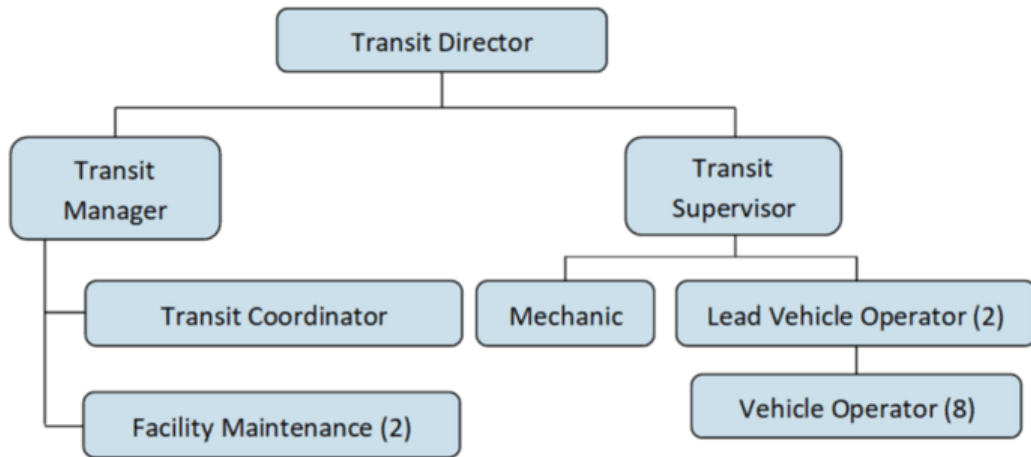 Transit Director
Transit
Manager
Transit
Supervisor
Transit Coordinator
Mechanic
Lead Vehicle Operator (2)
Facility Maintenance (2)
Vehicle Operator (8)